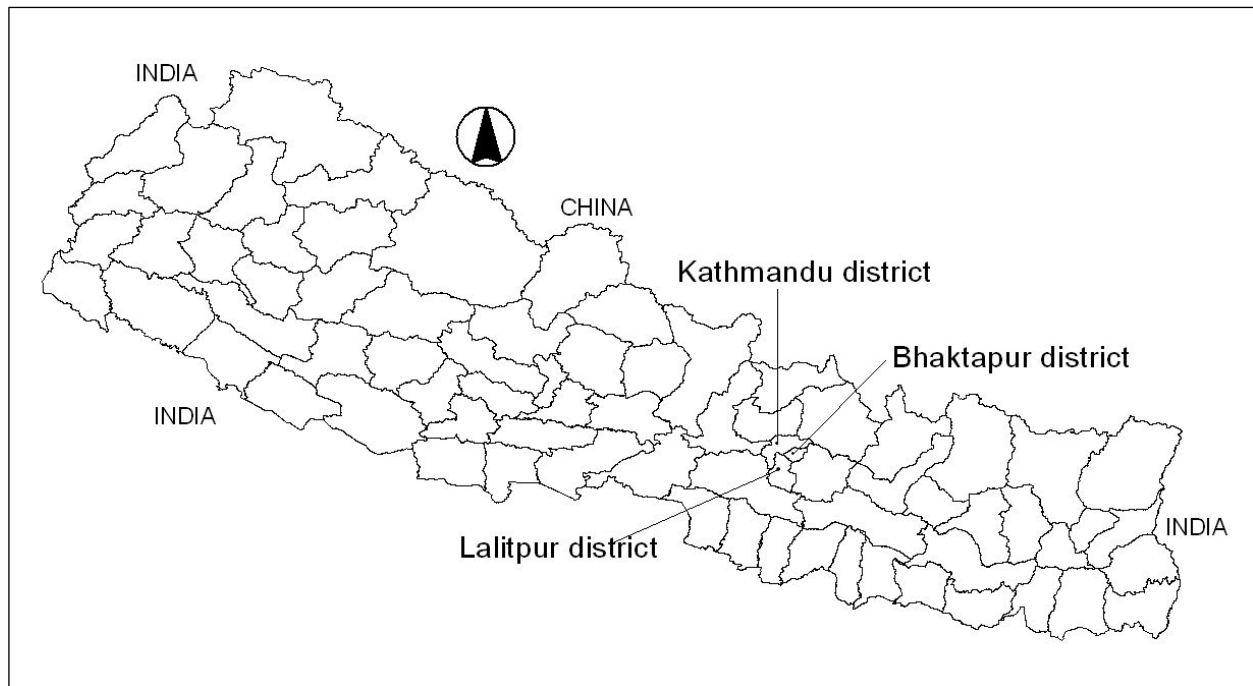 INDIA
CHINA
Kathmandu district
Bhaktapur district
INDIA
INDIA
Lalitpur district